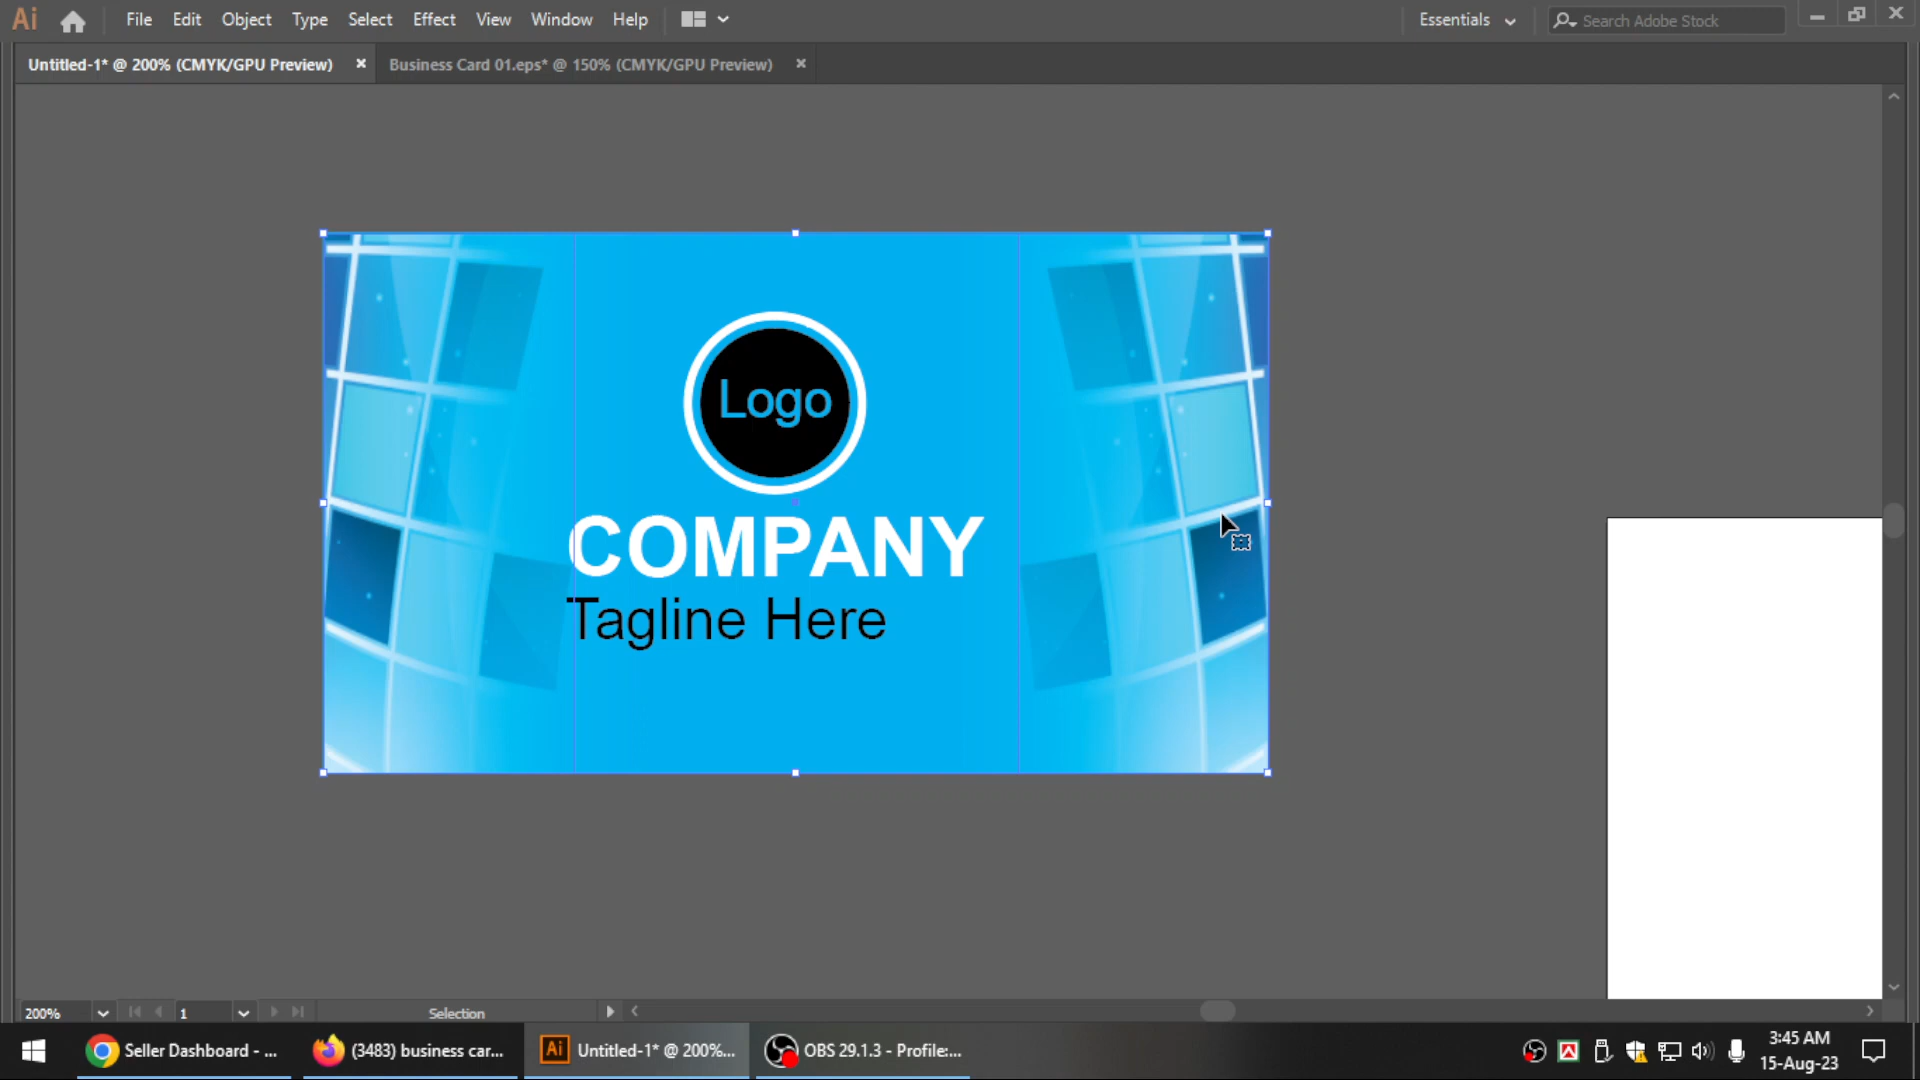 Ai File Edit Object Type Select Effect View Window Help Essentials Search Adobe Stock
Untitled-1* @ 200% (CMYK/GPU Preview) × Business Card 01.eps* @ 150% (CMYK/GPU Preview) ×
Logo
COMPANY
Tagline Here
200% 1 Selection
Seller Dashboard - ... (3483) business car... Ai Untitled-1* @ 200%... OBS 29.1.3 - Profile:...
3:45 AM
15-Aug-23